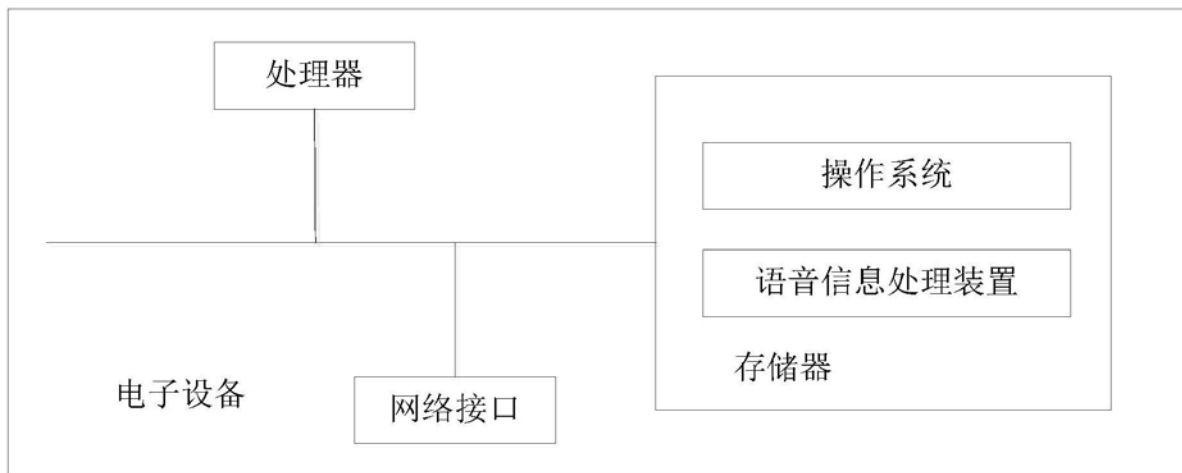 处理器
操作系统
语音信息处理装置
存储器
电子设备
网络接口